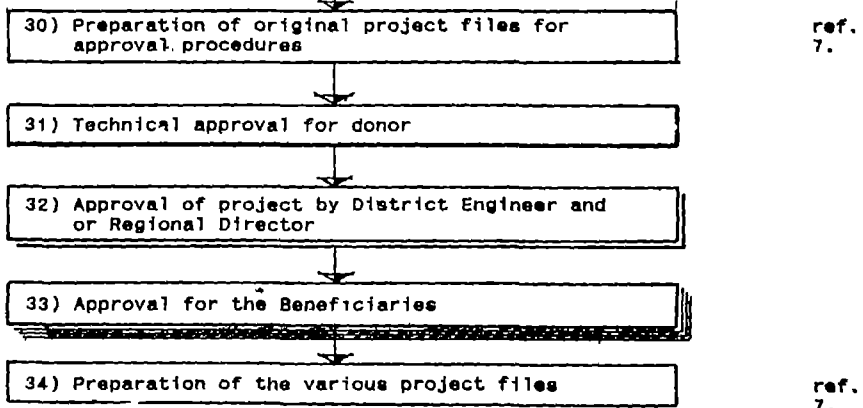 30) Preparation of original project files for
approval procedures
ref.
7.
31) Technical approval for donor
32) Approval of project by District Engineer and
or Regional Director
33) Approval for the Beneficiaries
34) Preparation of the various project files
ref.
7.